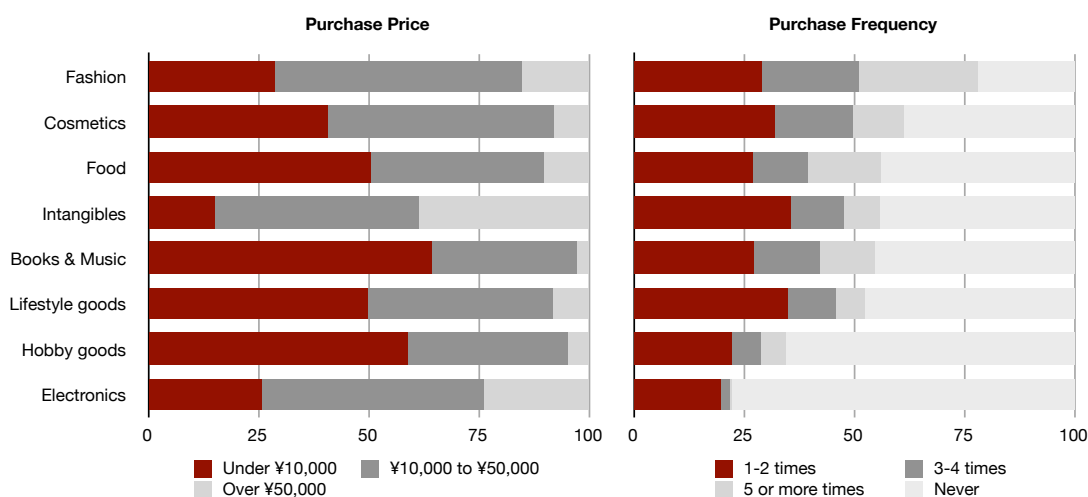 Purchase Price
Purchase Frequency
Fashion
Cosmetics
Food
Intangibles
Books & Music
Lifestyle goods
Hobby goods
Electronics
0 25 50 75 100
0 25 50 75 100
Under ¥10,000 ¥10,000 to ¥50,000
Over ¥50,000
1-2 times 3-4 times
5 or more times Never